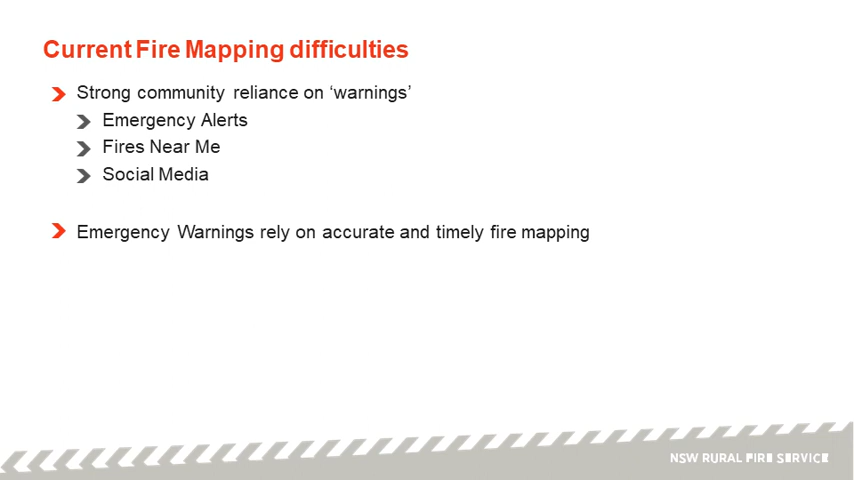 Current Fire Mapping difficulties
Strong community reliance on ‘warnings’
Emergency Alerts
Fires Near Me
Social Media
Emergency Warnings rely on accurate and timely fire mapping
NSW RURAL FIRE SERVICE